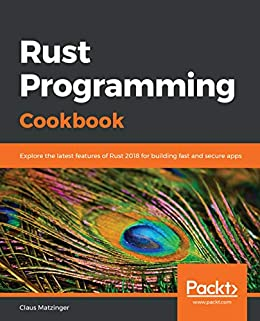 Rust
Programming
Cookbook
Explore the latest features of Rust 2018 for building fast and secure apps
Claus Matzinger
Packt>
www.packt.com